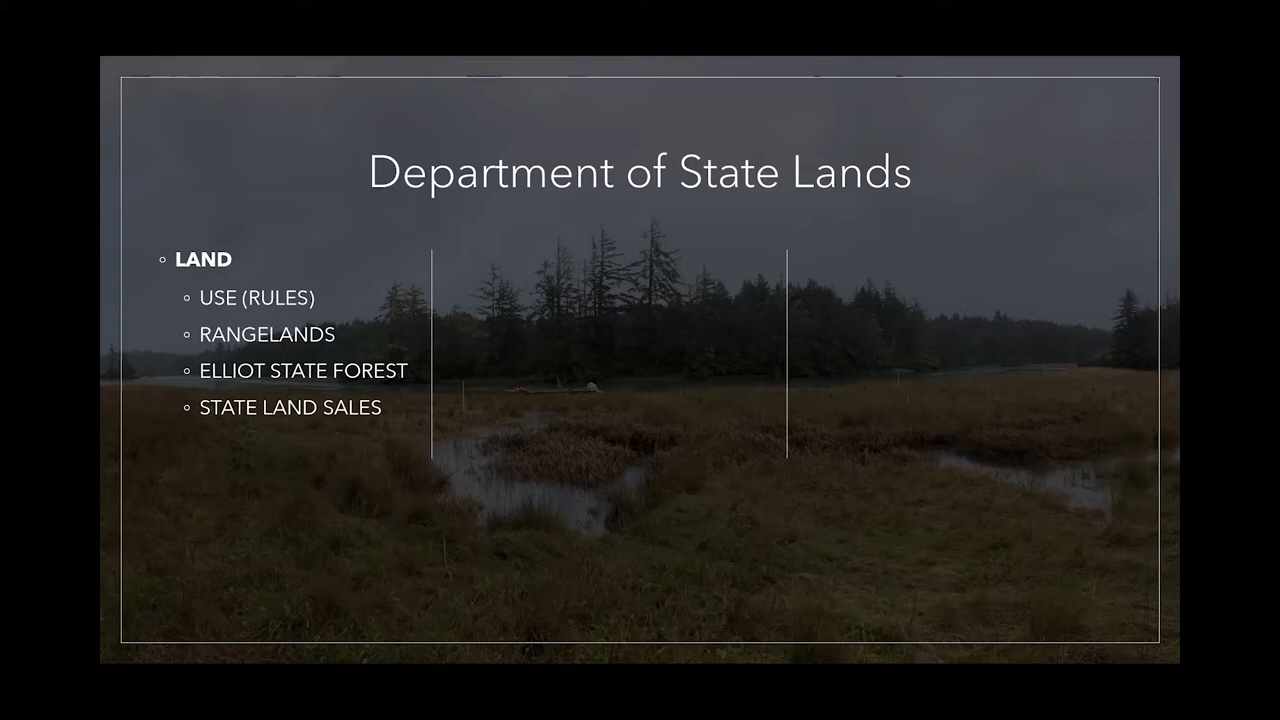 Department of State Lands
LAND
USE (RULES)
RANGELANDS
ELLIOT STATE FOREST
STATE LAND SALES